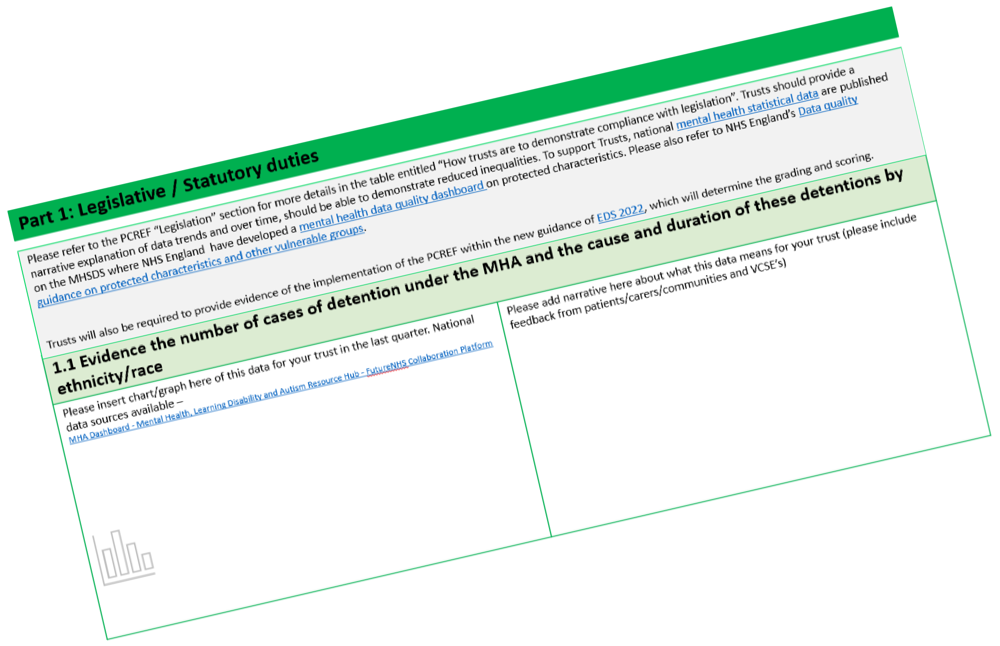 Part 1: Legislative / Statutory duties
Please refer to the PCREF “Legislation” section for more details in the table entitled “How trusts are to demonstrate compliance with legislation”. Trusts should provide a
narrative explanation of data trends and over time, should be able to demonstrate reduced inequalities. To support Trusts, national mental health statistical data are published
on the MHSDS where NHS England have developed a mental health data quality dashboard on protected characteristics. Please also refer to NHS England’s Data quality
guidance on protected characteristics and other vulnerable groups.
Trusts will also be required to provide evidence of the implementation of the PCREF within the new guidance of EDS 2022, which will determine the grading and scoring.
1.1 Evidence the number of cases of detention under the MHA and the cause and duration of these detentions by
ethnicity/race
Please insert chart/graph here of this data for your trust in the last quarter. National
data sources available –
MHA Dashboard - Mental Health, Learning Disability and Autism Resource Hub - FutureNHS Collaboration Platform
Please add narrative here about what this data means for your trust (please include
feedback from patients/carers/communities and VCSE’s)